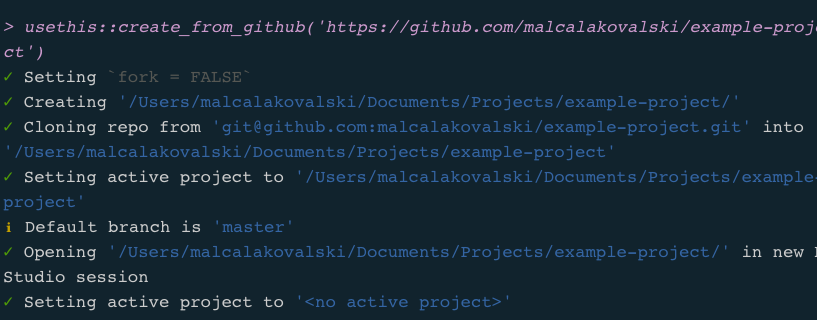 > usethis::create_from_github('https://github.com/malcalakovalski/example-proj
ct')
✓ Setting `fork = FALSE`
✓ Creating '/Users/malcalakovalski/Documents/Projects/example-project/'
✓ Cloning repo from 'git@github.com:malcalakovalski/example-project.git' into
'/Users/malcalakovalski/Documents/Projects/example-project'
✓ Setting active project to '/Users/malcalakovalski/Documents/Projects/example-
project'
ℹ Default branch is 'master'
✓ Opening '/Users/malcalakovalski/Documents/Projects/example-project/' in new
Studio session
✓ Setting active project to '<no active project>'